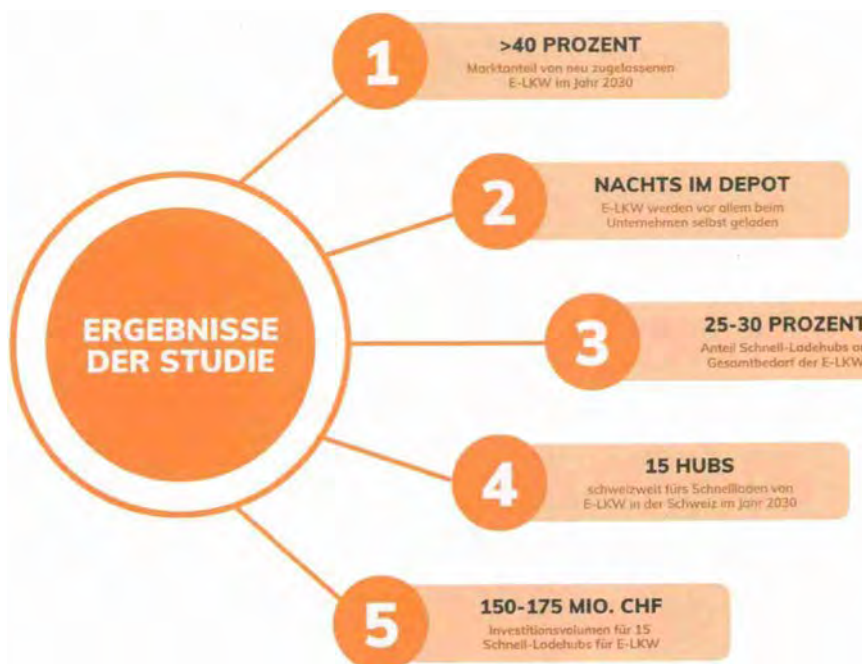 ERGEBNISSE
DER STUDIE
1
>40 PROZENT
Marktanteil von neu zugelassenen
E-LKW im Jahr 2030
2
NACHTS IM DEPOT
E-LKW werden vor allem beim
Unternehmen selbst geladen
3
25-30 PROZENT
Anteil Schnell-Ladehubs
Gesamtbedarf der E-LKW
4
15 HUBS
schweizweit fürs Schnellladen von
E-LKW in der Schweiz im Jahr 2030
5
150-175 MIO. CHF
Investitionsvolumen für 15
Schnell-Ladehubs für E-LKW